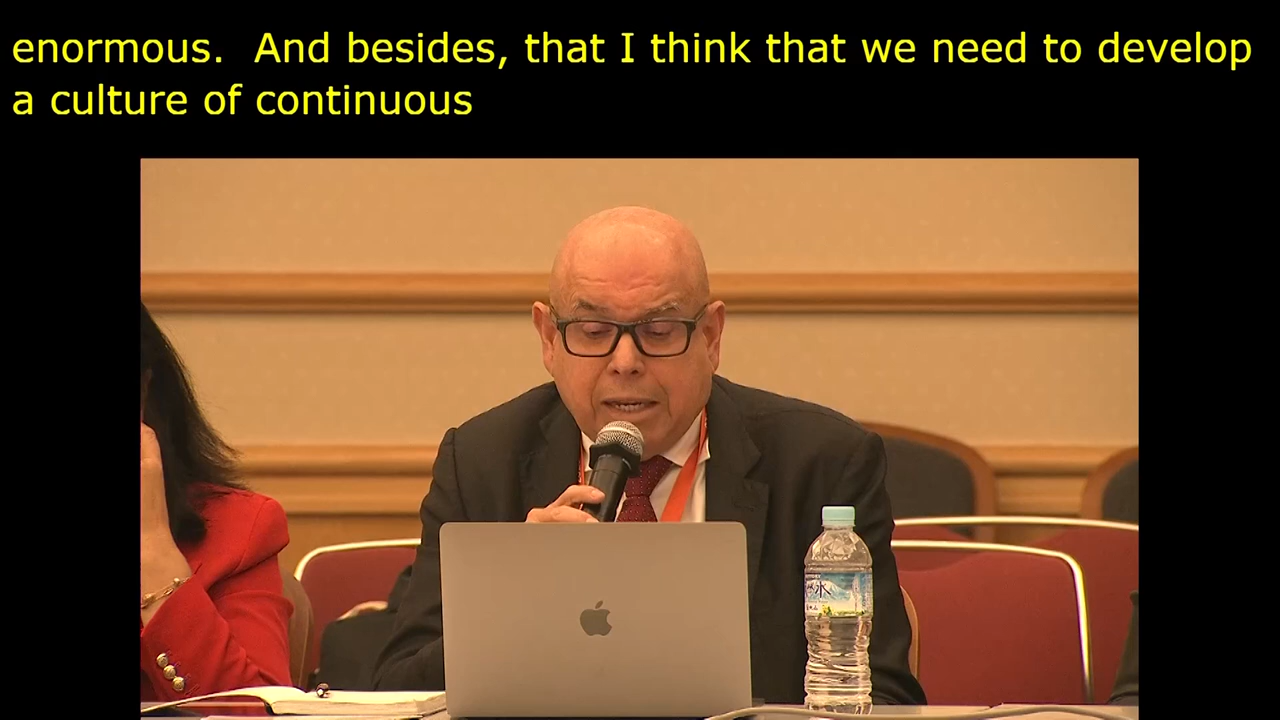 enormous.  And besides, that I think that we need to develop
a culture of continuous